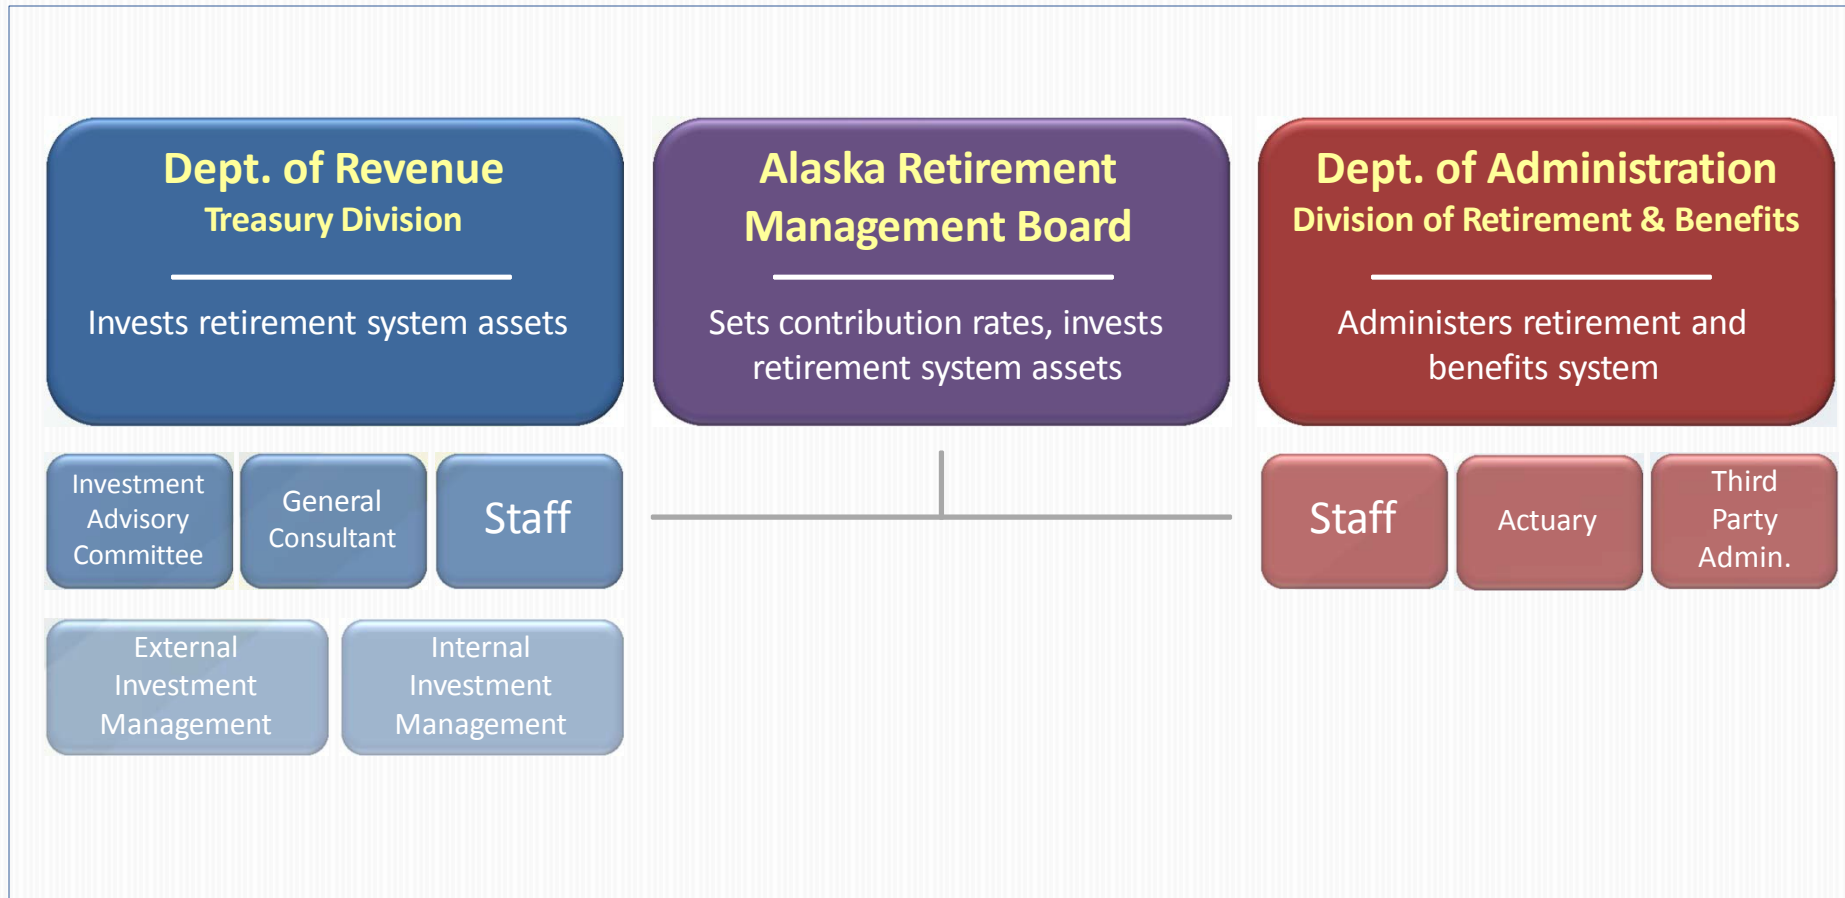 Dept. of Revenue
Treasury Division
Invests retirement system assets
Alaska Retirement
Management Board
Sets contribution rates, invests
retirement system assets
Dept. of Administration
Division of Retirement & Benefits
Administers retirement and
benefits system
Investment
Advisory
Committee
General
Consultant
Staff
Staff
Actuary
Third
Party
Admin.
External
Investment
Management
Internal
Investment
Management